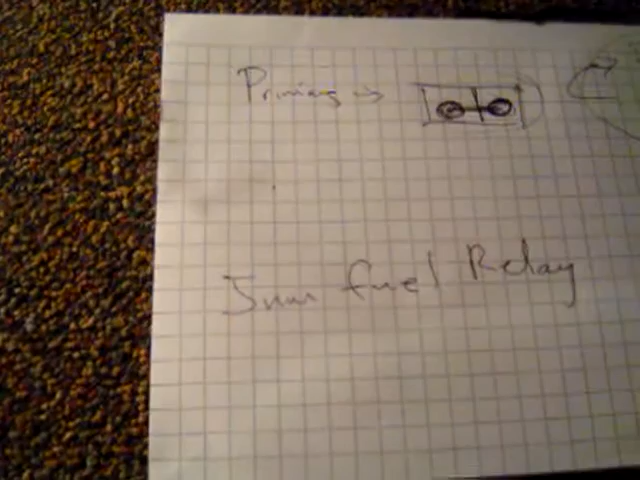 Priming →
fuel Relay